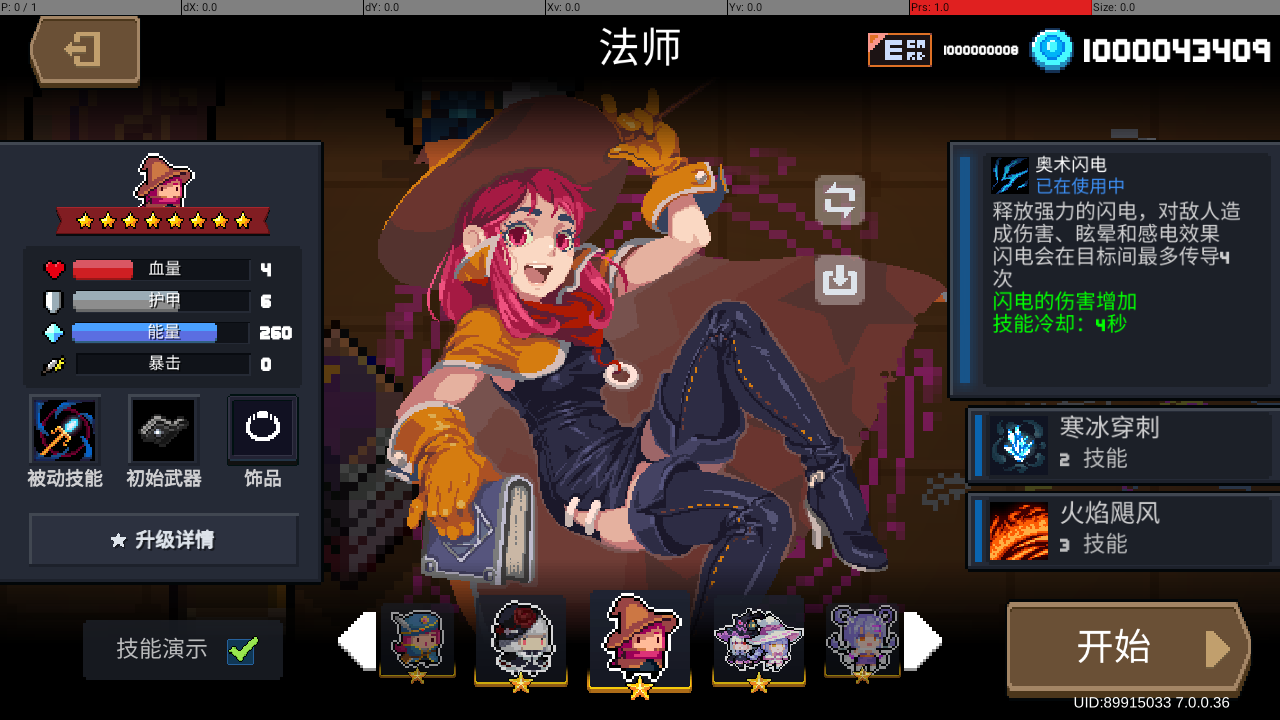 P: 0 / 1
dX: 0.0
dY: 0.0
Xv: 0.0
Yv: 0.0
Prs: 1.0
Size: 0.0
法师
1000000008
1000043409
血量
4
护甲
6
能量
260
暴击
0
被动技能
初始武器
饰品
升级详情
技能演示
奥术闪电
已在使用中
释放强力的闪电，对敌人造
成伤害、眩晕和感电效果
闪电会在目标间最多传导4
次
闪电的伤害增加
技能冷却：4秒
寒冰穿刺
2 技能
火焰飓风
3 技能
开始
UID:89915033 7.0.0.36